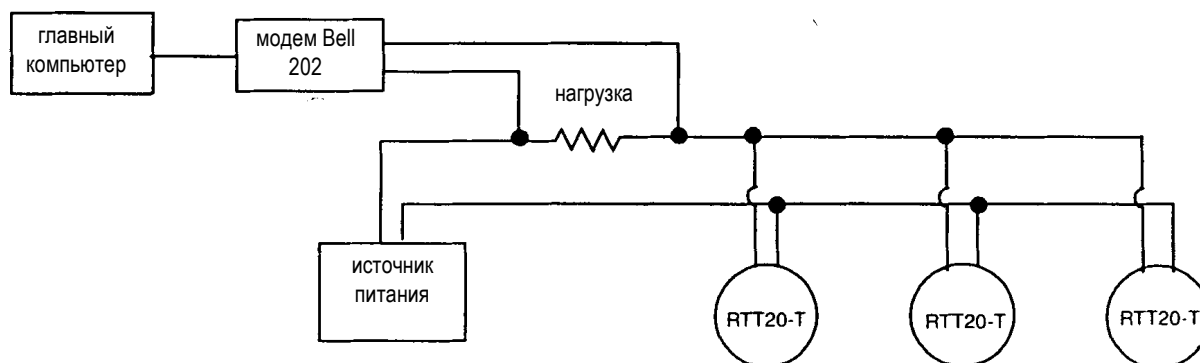 главный
компьютер
модем Bell
202
нагрузка
источник
питания
RTT20-T
RTT20-T
RTT20-T